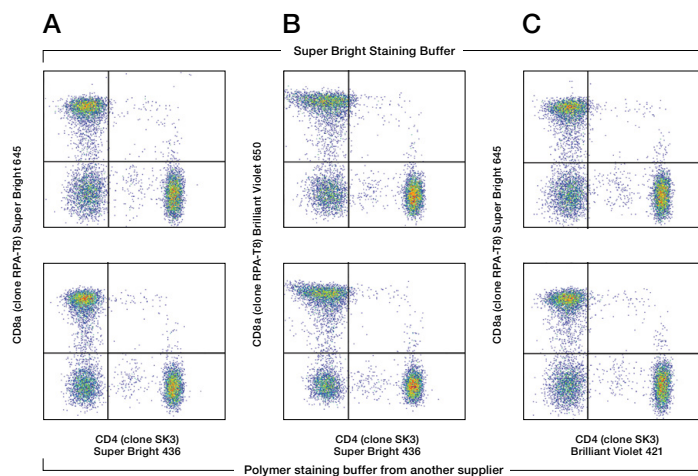 A
B
C
Super Bright Staining Buffer
CD8a (clone RPA-T8) Super Bright 645
CD8a (clone RPA-T8) Brilliant Violet 650
CD8a (clone RPA-T8) Super Bright 645
CD4 (clone SK3)
Super Bright 436
CD4 (clone SK3)
Super Bright 436
CD4 (clone SK3)
Brilliant Violet 421
Polymer staining buffer from another supplier